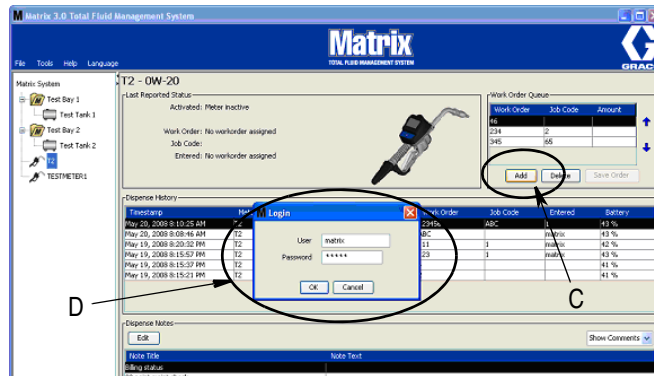 Matrix 3.0 Total Fluid Management System
Matrix
TOTAL FLUID MANAGEMENT SYSTEM
GRACO
File Tools Help Language
Matrix System
Test Bay 1
Test Tank 1
Test Bay 2
Test Tank 2
T2
TESTMETER1
T2 - 0W-20
Last Reported Status
Activated: Meter inactive
Work Order: No workorder assigned
Job Code:
Entered: No workorder assigned
Work Order Queue
Work Order Job Code Amount
46
234 2
345 65
Add Delete Save Order
Dispense History
Timestamp Work Order Job Code Entered Battery
May 20, 2008 8:10:25 AM T2 ABC 1 43 %
May 20, 2008 8:08:46 AM T2 matrix 43 %
May 19, 2008 8:20:32 PM T2 11 1 matrix 42 %
May 19, 2008 8:15:57 PM T2 23 1 matrix 43 %
May 19, 2008 8:15:37 PM T2 41 %
May 19, 2008 8:15:21 PM T2 41 %
Login
User matrix
Password *****
OK Cancel
D
C
Dispense Notes
Edit Show Comments
Note Title Note Text
Billing status